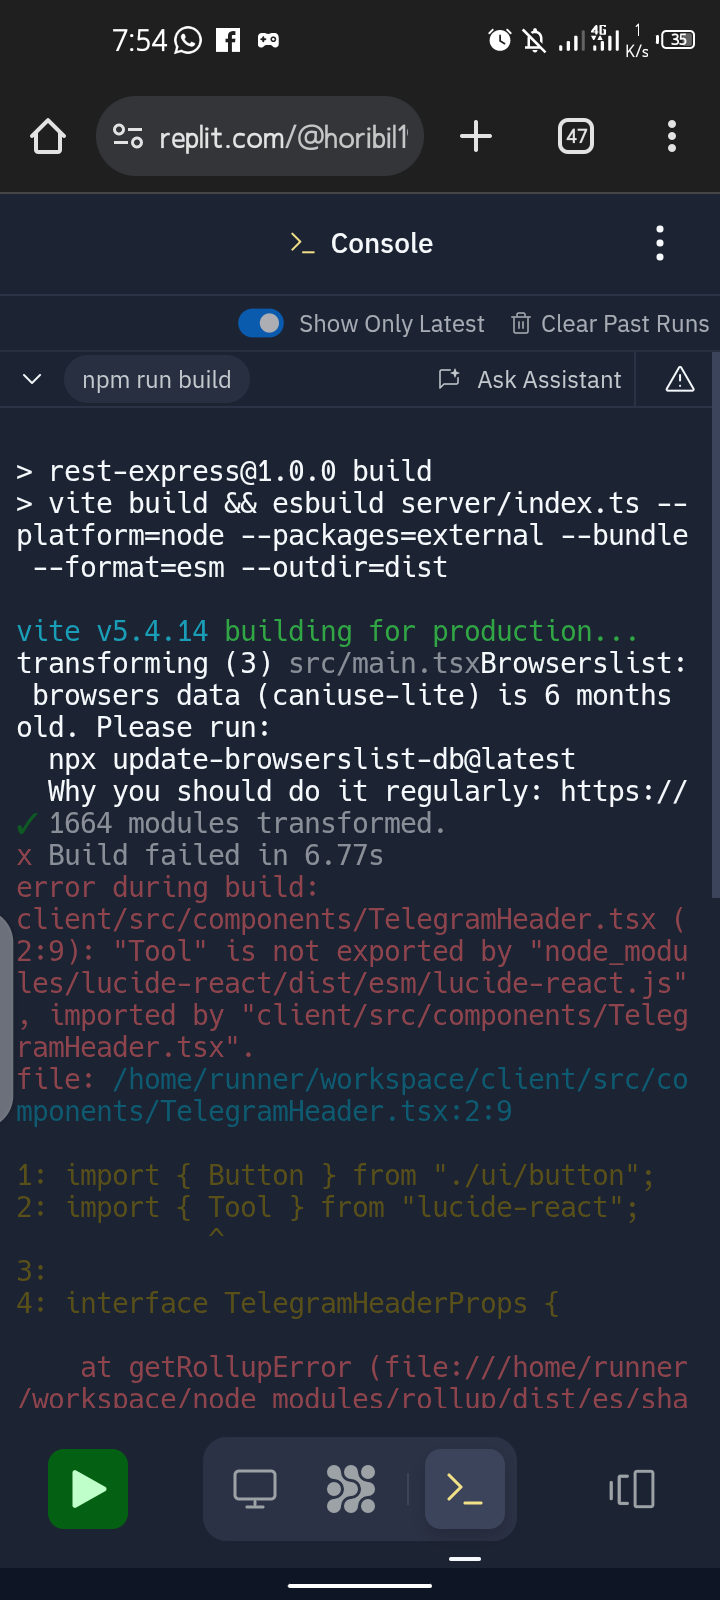 7:54
4G
1
K/s
35
replit.com/@horibil1
47
>_ Console
Show Only Latest
Clear Past Runs
npm run build
Ask Assistant
> rest-express@1.0.0 build
> vite build && esbuild server/index.ts --
platform=node --packages=external --bundle
--format=esm --outdir=dist
vite v5.4.14 building for production...
transforming (3) src/main.tsxBrowserslist:
browsers data (caniuse-lite) is 6 months
old. Please run:
npx update-browserslist-db@latest
Why you should do it regularly: https://
✓ 1664 modules transformed.
x Build failed in 6.77s
error during build:
client/src/components/TelegramHeader.tsx (
2:9): "Tool" is not exported by "node_modu
les/lucide-react/dist/esm/lucide-react.js"
, imported by "client/src/components/Teleg
ramHeader.tsx".
file: /home/runner/workspace/client/src/co
mponents/TelegramHeader.tsx:2:9
1: import { Button } from "./ui/button";
2: import { Tool } from "lucide-react";
^
3:
4: interface TelegramHeaderProps {
at getRollupError (file:///home/runner
/workspace/node_modules/rollup/dist/es/sha